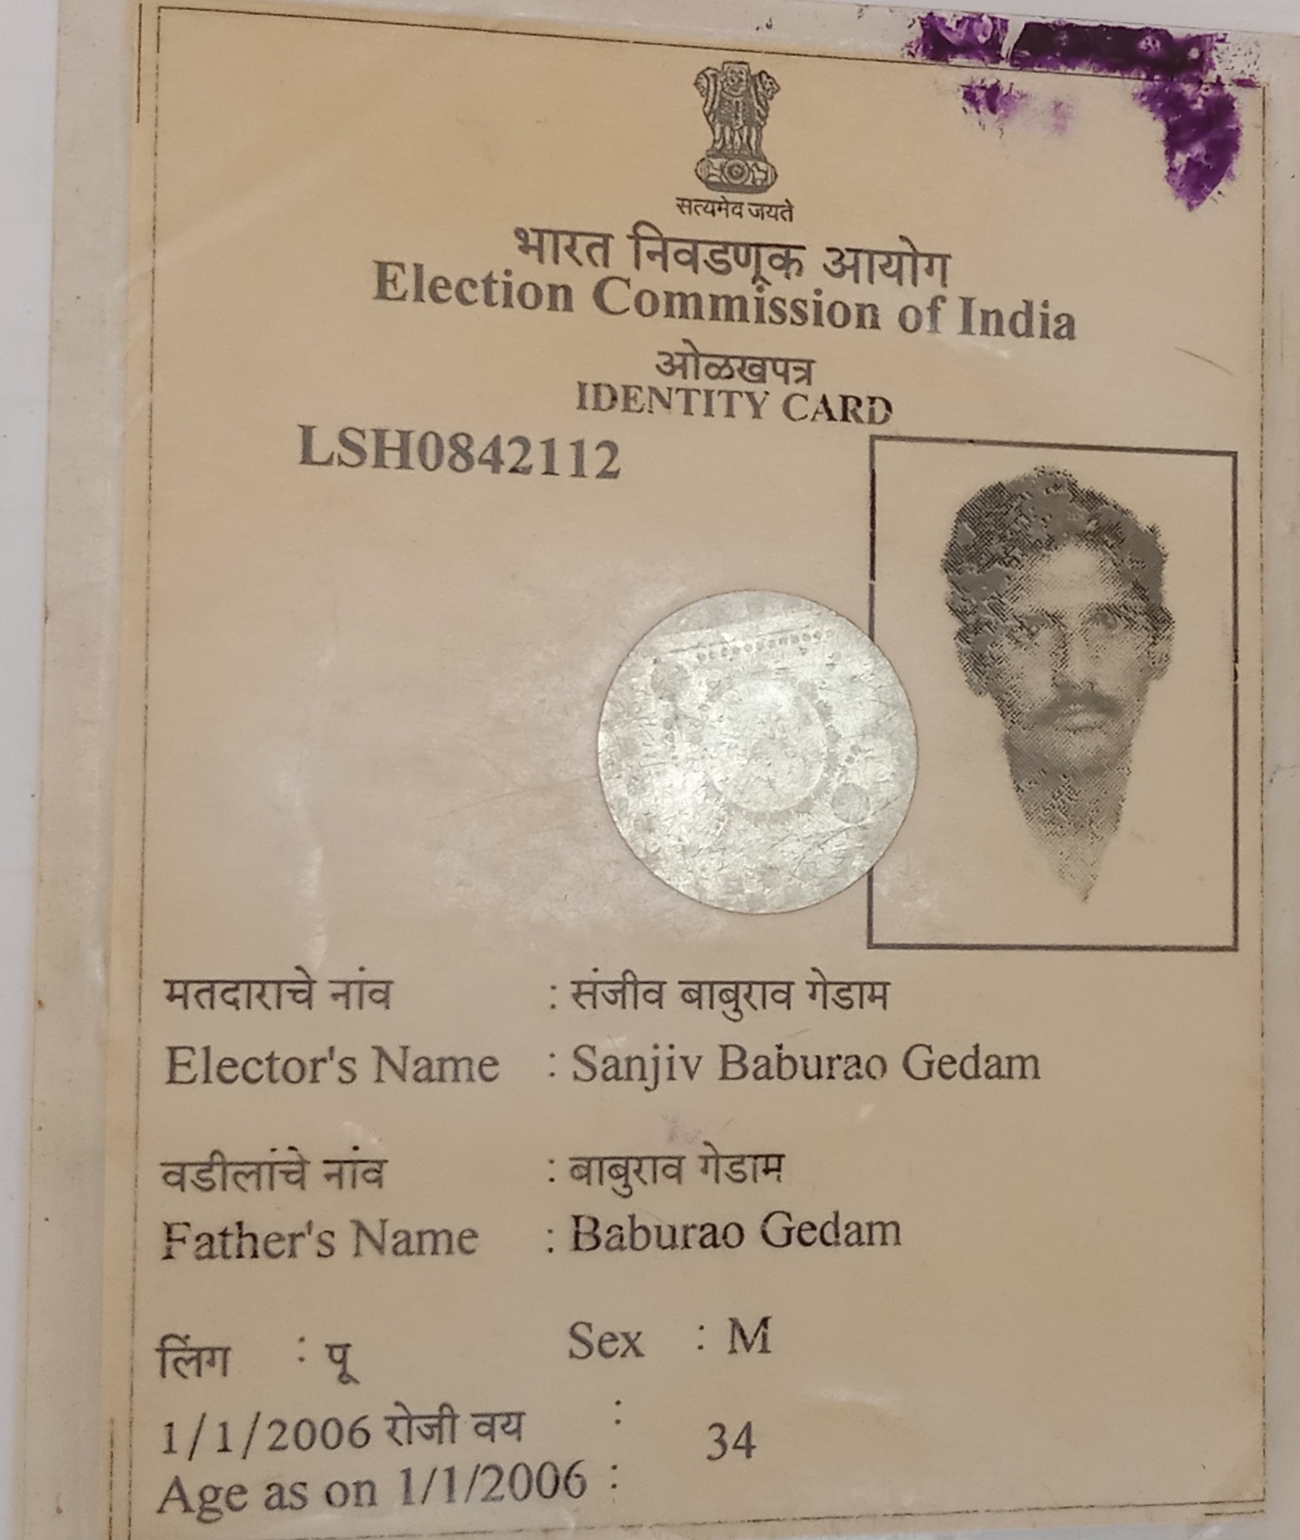 सत्यमेव जयते
भारत निवडणूक आयोग
Election Commission of India
ओळखपत्र
IDENTITY CARD
LSH0842112
मतदाराचे नांव : संजीव बाबुराव गेडाम
Elector's Name : Sanjiv Baburao Gedam
वडीलांचे नांव : बाबुराव गेडाम
Father's Name : Baburao Gedam
लिंग : पू Sex : M
1/1/2006 रोजी वय :
34
Age as on 1/1/2006 :